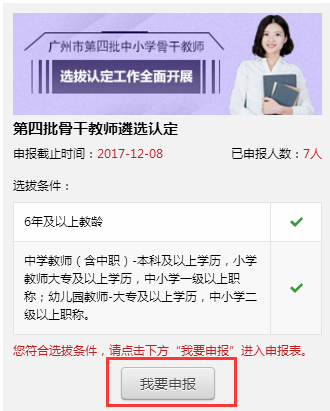 广州市第四批中小学骨干教师
选拔认定工作全面开展
第四批骨干教师遴选认定
申报截止时间：2017-12-08 已申报人数：7人
选拔条件：
6年及以上教龄
中学教师（含中职）-本科及以上学历，小学
教师大专及以上学历，中小学一级以上职
称；幼儿园教师-大专及以上学历，中小学二
级以上职称。
您符合选拔条件，请点击下方“我要申报”进入申报表。
我要申报